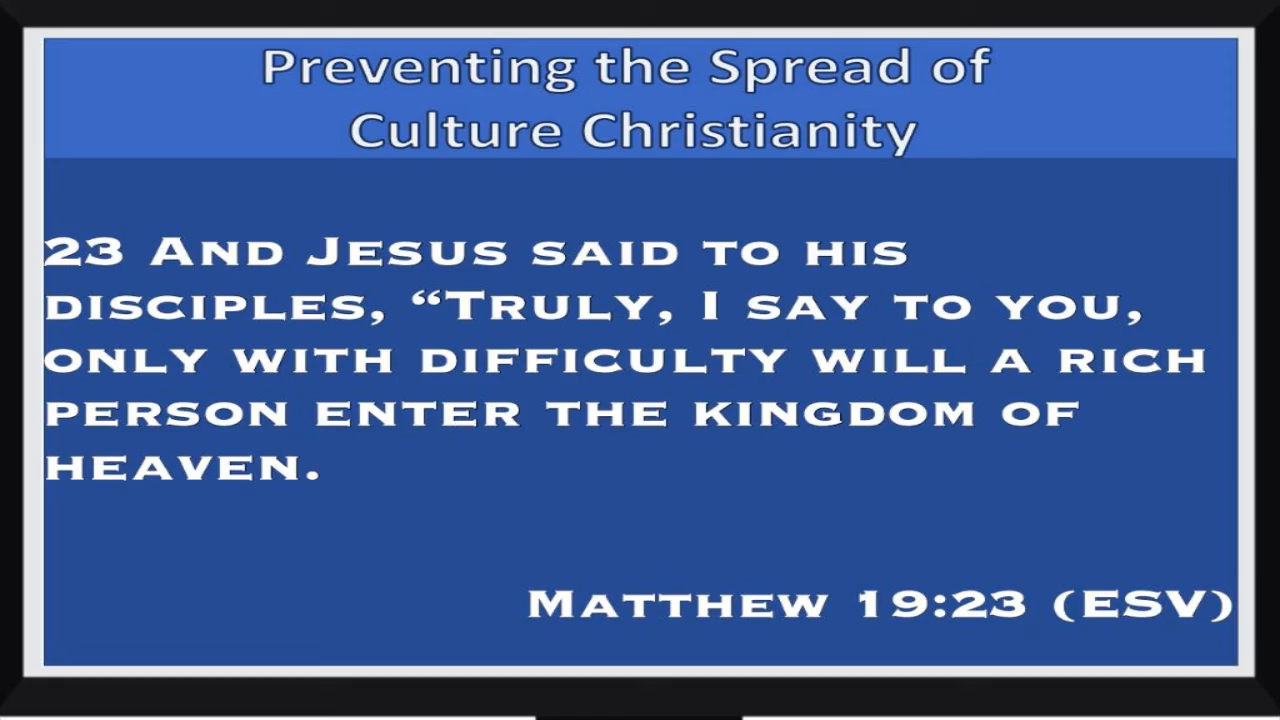 Preventing the Spread of
Culture Christianity
23 And Jesus said to his
disciples, “Truly, I say to you,
only with difficulty will a rich
person enter the kingdom of
heaven.
Matthew 19:23 (ESV)